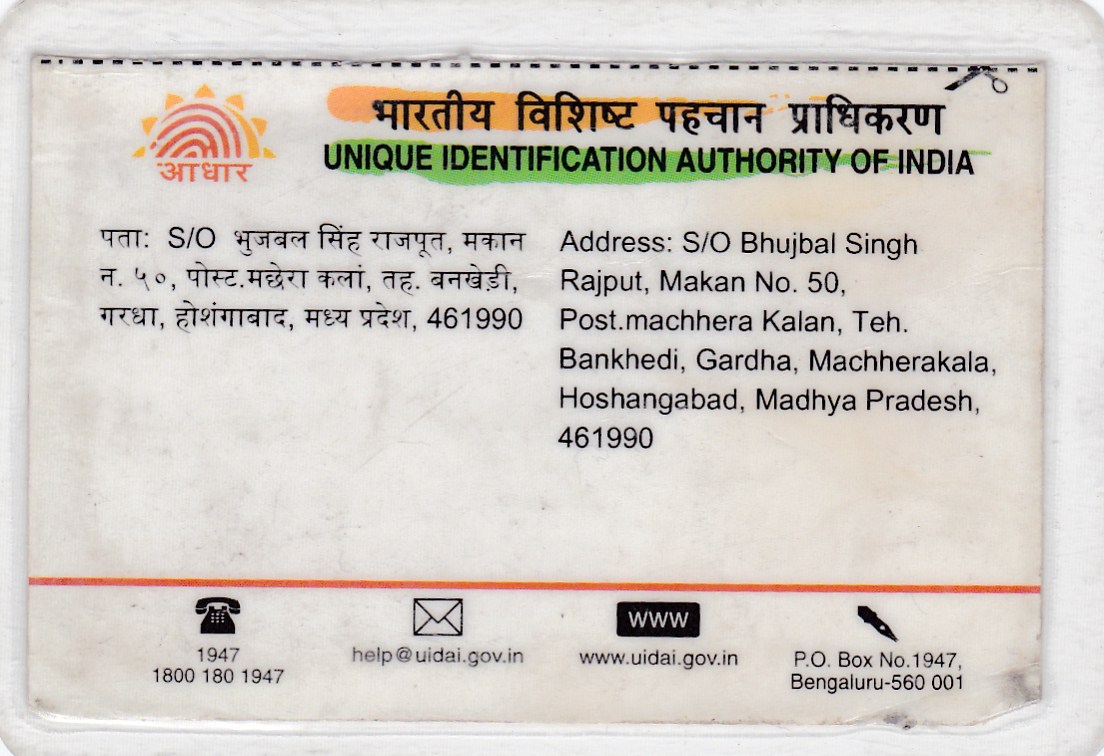 आधार
भारतीय विशिष्ट पहचान प्राधिकरण
UNIQUE IDENTIFICATION AUTHORITY OF INDIA
पता: S/O भुजबल सिंह राजपूत, मकान
न. ५०, पोस्ट.मछेरा कलां, तह. बनखेड़ी,
गरधा, होशंगाबाद, मध्य प्रदेश, 461990
Address: S/O Bhujbal Singh
Rajput, Makan No. 50,
Post.machhera Kalan, Teh.
Bankhedi, Gardha, Machherakala,
Hoshangabad, Madhya Pradesh,
461990
1947
1800 180 1947
help@uidai.gov.in
www
www.uidai.gov.in
P.O. Box No.1947,
Bengaluru-560 001